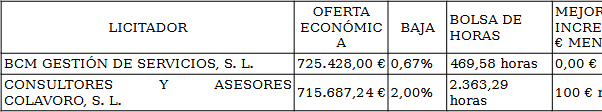 LICITADOR
OFERTA
ECONÓMIC
A
BAJA
BOLSA DE
HORAS
MEJOR
INCRE
€ MEN
BCM GESTIÓN DE SERVICIOS, S. L. 725.428,00 € 0,67% 469,58 horas 0,00 €
CONSULTORES Y ASESORES
COLAVORO, S. L.
715.687,24 € 2,00%
2.363,29
horas
100 €